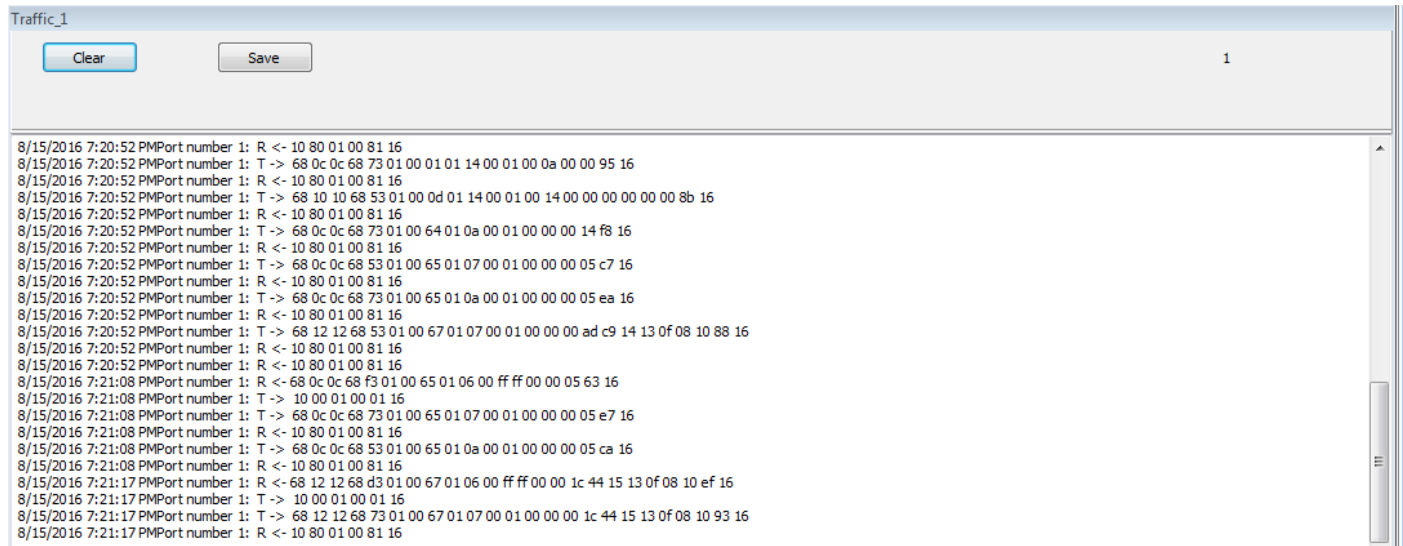 Traffic_1
Clear Save 1
8/15/2016 7:20:52 PMPort number 1: R <- 10 80 01 00 81 16
8/15/2016 7:20:52 PMPort number 1: T -> 68 0c 0c 68 73 01 00 01 01 14 00 01 00 0a 00 00 95 16
8/15/2016 7:20:52 PMPort number 1: R <- 10 80 01 00 81 16
8/15/2016 7:20:52 PMPort number 1: T -> 68 10 10 68 53 01 00 0d 01 14 00 01 00 14 00 00 00 00 00 00 8b 16
8/15/2016 7:20:52 PMPort number 1: R <- 10 80 01 00 81 16
8/15/2016 7:20:52 PMPort number 1: T -> 68 0c 0c 68 73 01 00 64 01 0a 00 01 00 00 00 14 f8 16
8/15/2016 7:20:52 PMPort number 1: R <- 10 80 01 00 81 16
8/15/2016 7:20:52 PMPort number 1: T -> 68 0c 0c 68 53 01 00 65 01 07 00 01 00 00 00 05 c7 16
8/15/2016 7:20:52 PMPort number 1: R <- 10 80 01 00 81 16
8/15/2016 7:20:52 PMPort number 1: T -> 68 0c 0c 68 73 01 00 65 01 0a 00 01 00 00 00 05 ea 16
8/15/2016 7:20:52 PMPort number 1: R <- 10 80 01 00 81 16
8/15/2016 7:20:52 PMPort number 1: T -> 68 12 12 68 53 01 00 67 01 07 00 01 00 00 00 ad c9 14 13 0f 08 10 88 16
8/15/2016 7:20:52 PMPort number 1: R <- 10 80 01 00 81 16
8/15/2016 7:20:52 PMPort number 1: R <- 10 80 01 00 81 16
8/15/2016 7:21:08 PMPort number 1: R <- 68 0c 0c 68 f3 01 00 65 01 06 00 ff ff 00 00 05 63 16
8/15/2016 7:21:08 PMPort number 1: T -> 10 00 01 00 01 16
8/15/2016 7:21:08 PMPort number 1: T -> 68 0c 0c 68 73 01 00 65 01 07 00 01 00 00 00 05 e7 16
8/15/2016 7:21:08 PMPort number 1: R <- 10 80 01 00 81 16
8/15/2016 7:21:08 PMPort number 1: T -> 68 0c 0c 68 53 01 00 65 01 0a 00 01 00 00 00 05 ca 16
8/15/2016 7:21:08 PMPort number 1: R <- 10 80 01 00 81 16
8/15/2016 7:21:17 PMPort number 1: R <- 68 12 12 68 d3 01 00 67 01 06 00 ff ff 00 00 1c 44 15 13 0f 08 10 ef 16
8/15/2016 7:21:17 PMPort number 1: T -> 10 00 01 00 01 16
8/15/2016 7:21:17 PMPort number 1: T -> 68 12 12 68 73 01 00 67 01 07 00 01 00 00 00 1c 44 15 13 0f 08 10 93 16
8/15/2016 7:21:17 PMPort number 1: R <- 10 80 01 00 81 16